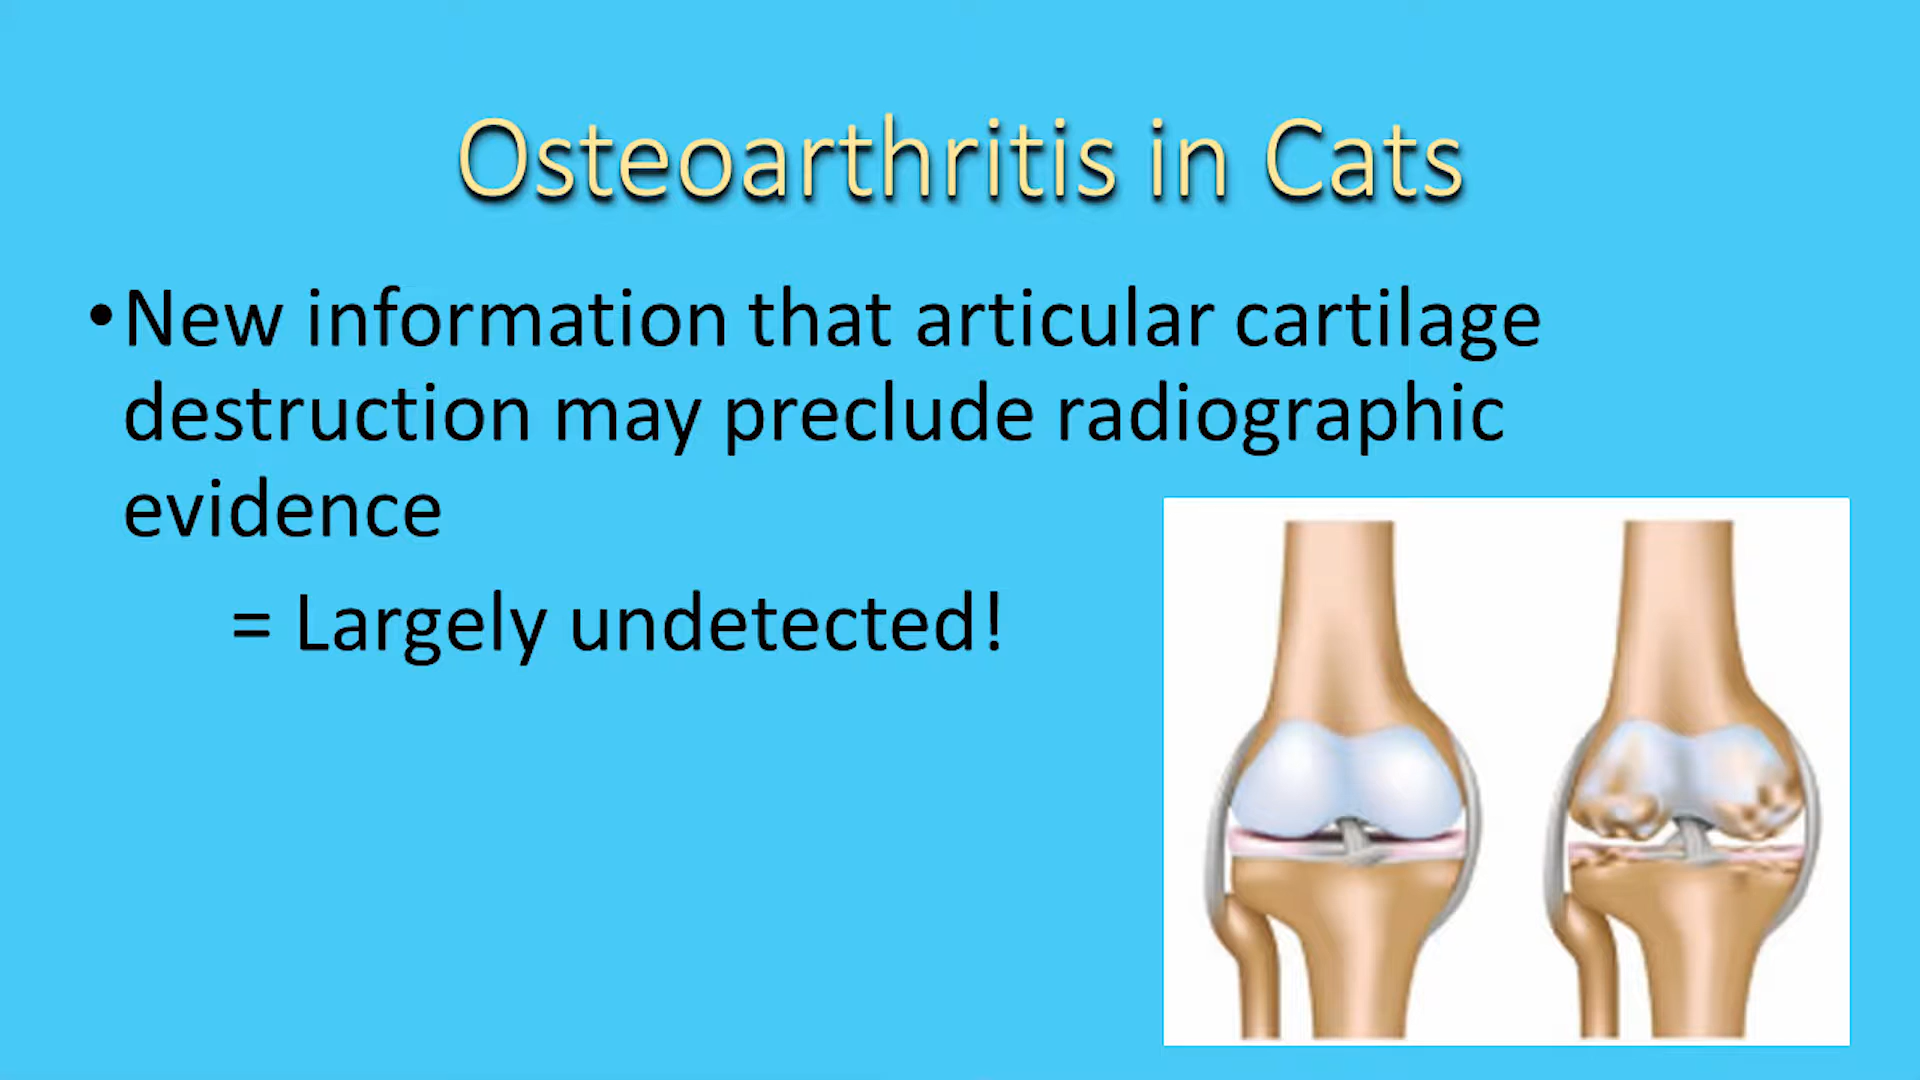 Osteoarthritis in Cats
•New information that articular cartilage
destruction may preclude radiographic
evidence
= Largely undetected!